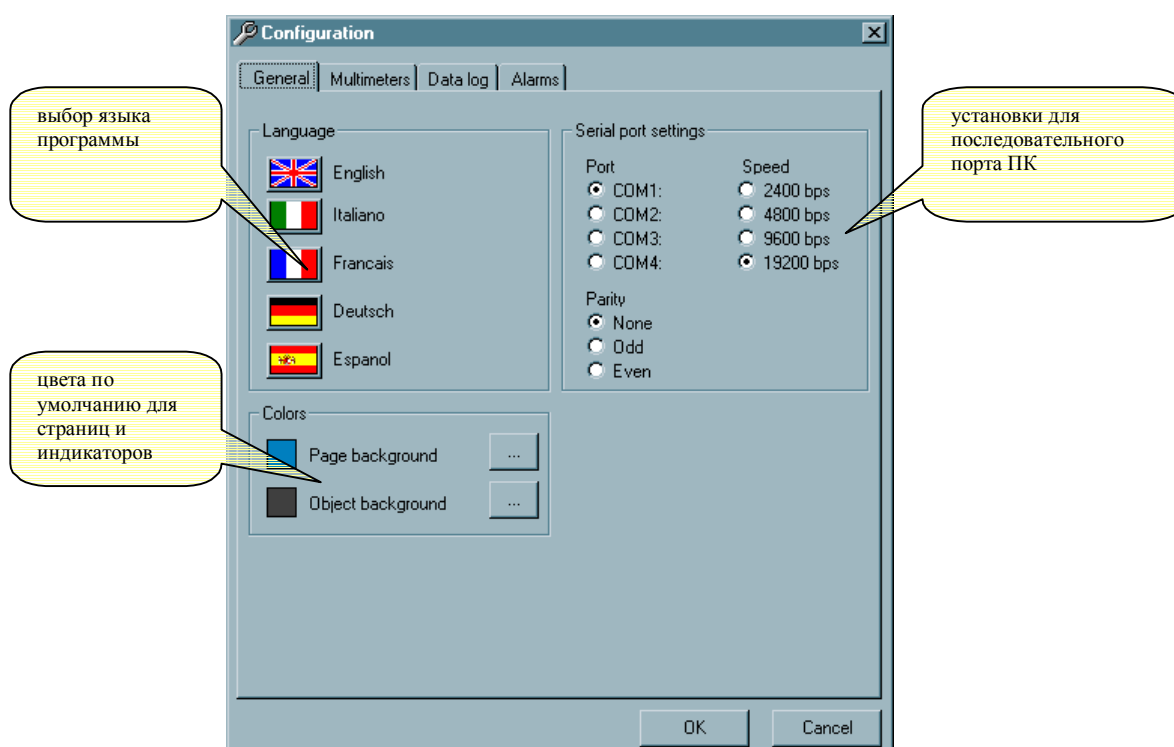 Configuration
General Multimeters Data log Alarms
выбор языка
программы
Language
English
Italiano
Francais
Deutsch
Espanol
Serial port settings
Port Speed
COM1: 2400 bps
COM2: 4800 bps
COM3: 9600 bps
COM4: 19200 bps
Parity
None
Odd
Even
установки для
последовательного
порта ПК
цвета по
умолчанию для
страниц и
индикаторов
Colors
Page background ...
Object background ...
OK Cancel